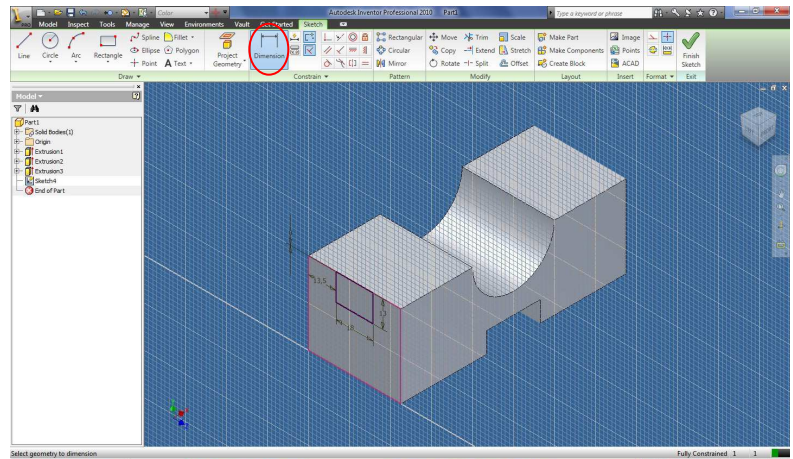 PRO
Color
Autodesk Inventor Professional 2010 Part1
Type a keyword or phrase
Model Inspect Tools Manage View Environments Vault Get Started Sketch
Line
Circle
Arc
Rectangle
Spline
Fillet
Ellipse
Polygon
Point
Text
Project
Geometry
Dimension
Rectangular
Circular
Mirror
Move
Copy
Rotate
Trim
Extend
Split
Scale
Stretch
Offset
Make Part
Make Components
Create Block
Image
Points
ACAD
Finish
Sketch
Draw
Constrain
Pattern
Modify
Layout
Insert
Format
Exit
Model
Part1
Solid Bodies(1)
Origin
Extrusion1
Extrusion2
Extrusion3
Sketch4
End of Part
11,5
11
18
Select geometry to dimension
Fully Constrained 1 1